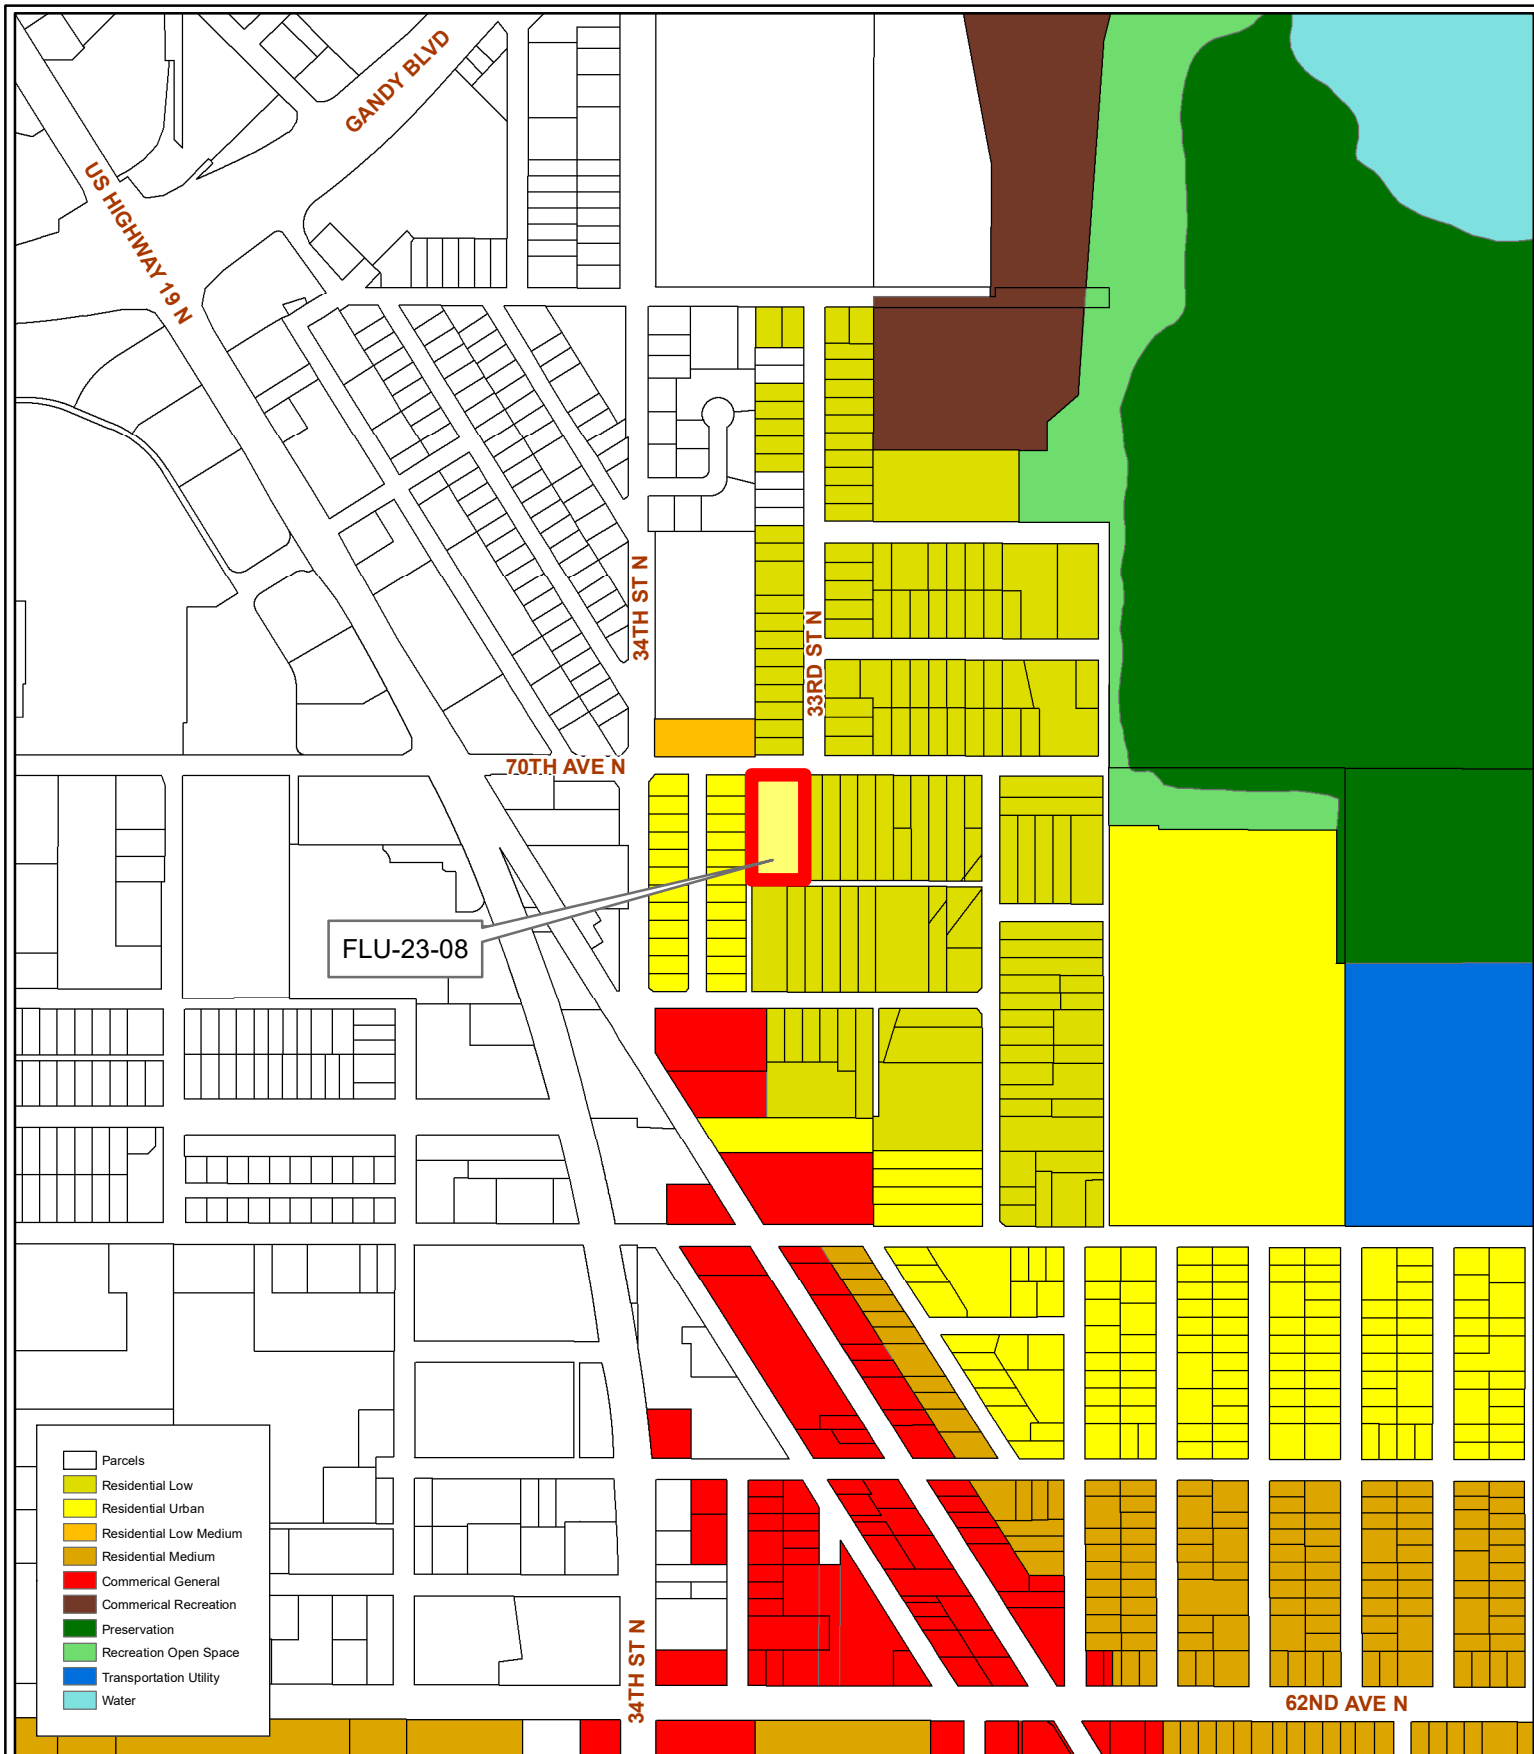 GANDY BLVD
US HIGHWAY 19 N
34TH ST N
33RD ST N
70TH AVE N
FLU-23-08
Parcels
Residential Low
Residential Urban
Residential Low Medium
Residential Medium
Commerical General
Commerical Recreation
Preservation
Recreation Open Space
Transportation Utility
Water
34TH ST N
62ND AVE N